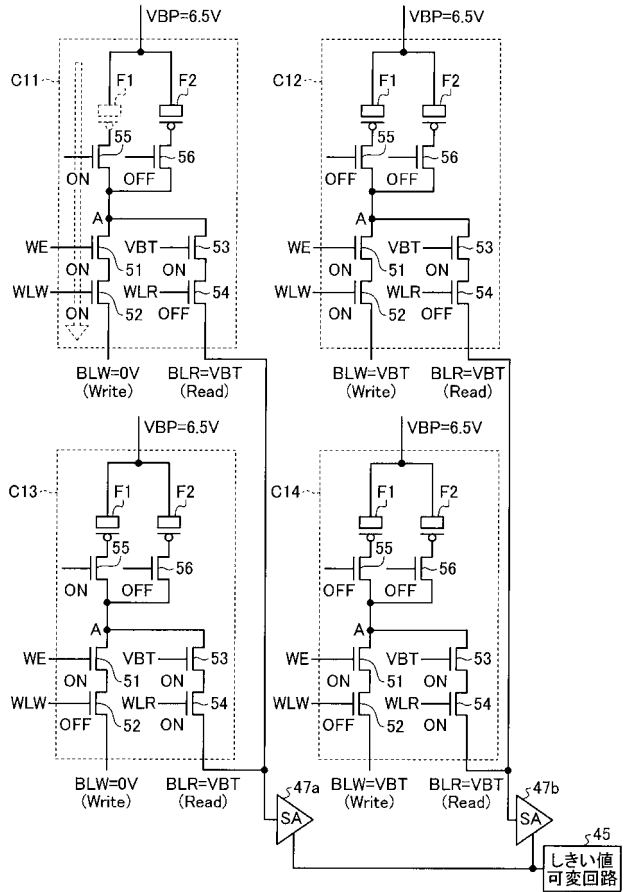 VBP=6.5V
VBP=6.5V
C11
F1
F2
C12
F1
F2
55
56
55
56
ON
OFF
ON
OFF
A
A
WE
VBT
53
WE
VBT
53
ON
51
ON
ON
51
ON
WLW
WLR
54
WLW
WLR
54
ON
52
OFF
ON
52
OFF
BLW=0V
(Write)
BLR=VBT
(Read)
BLW=VBT
(Write)
BLR=VBT
(Read)
VBP=6.5V
VBP=6.5V
C13
F1
F2
C14
F1
F2
55
56
55
56
ON
OFF
ON
OFF
A
A
WE
VBT
53
WE
VBT
53
ON
51
ON
ON
51
ON
WLW
WLR
54
WLW
WLR
54
OFF
52
ON
OFF
52
ON
BLW=0V
(Write)
BLR=VBT
(Read)
BLW=VBT
(Write)
BLR=VBT
(Read)
47a
SA
47b
SA
45
しきい値
可変回路